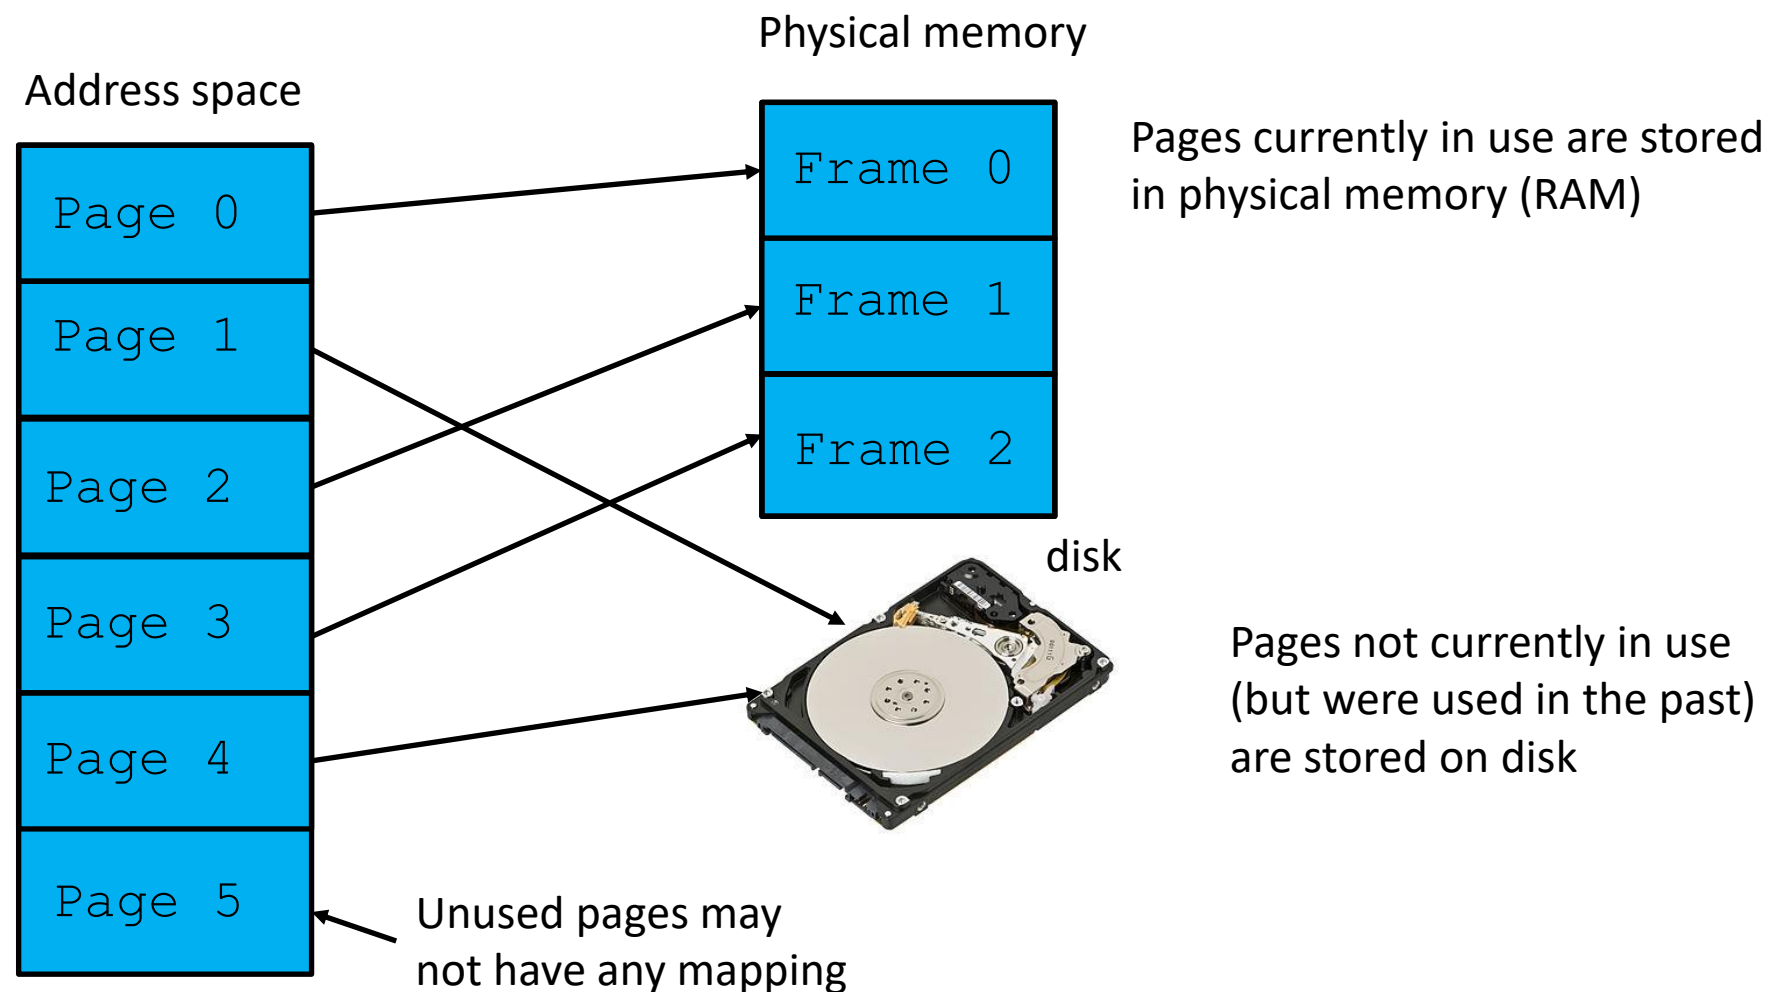 Physical memory
Address space
Page 0
Page 1
Page 2
Page 3
Page 4
Page 5
Frame 0
Frame 1
Frame 2
Pages currently in use are stored
in physical memory (RAM)
disk
Pages not currently in use
(but were used in the past)
are stored on disk
Unused pages may
not have any mapping